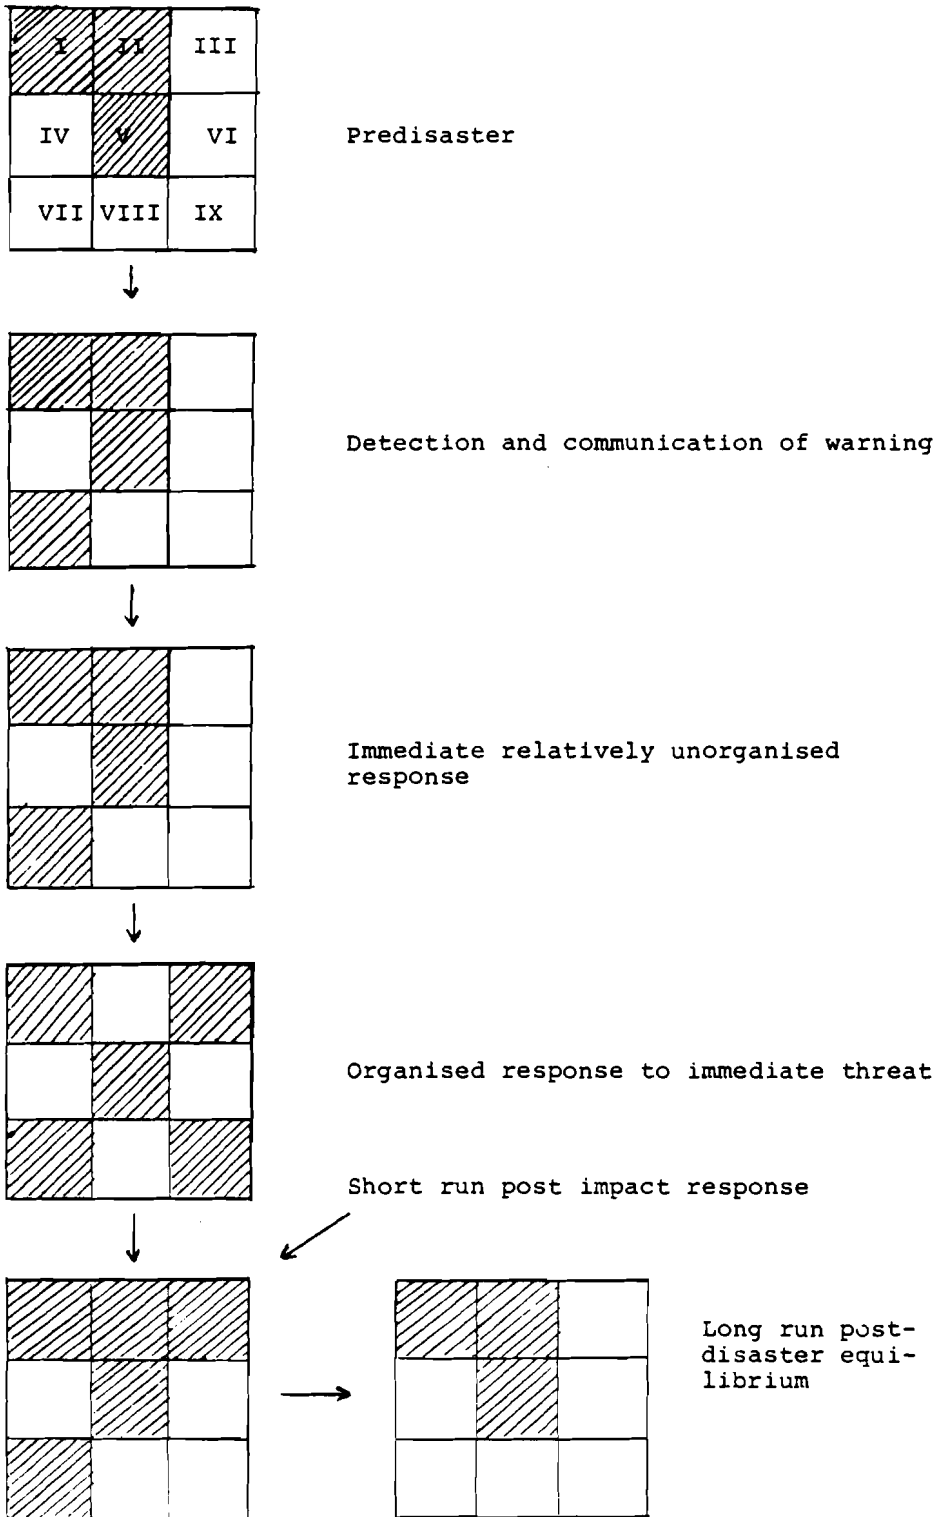 I II III
IV V VI
VII VIII IX
Predisaster
Detection and communication of warning
Immediate relatively unorganised
response
Organised response to immediate threat
Short run post impact response
Long run post-
disaster equi-
librium